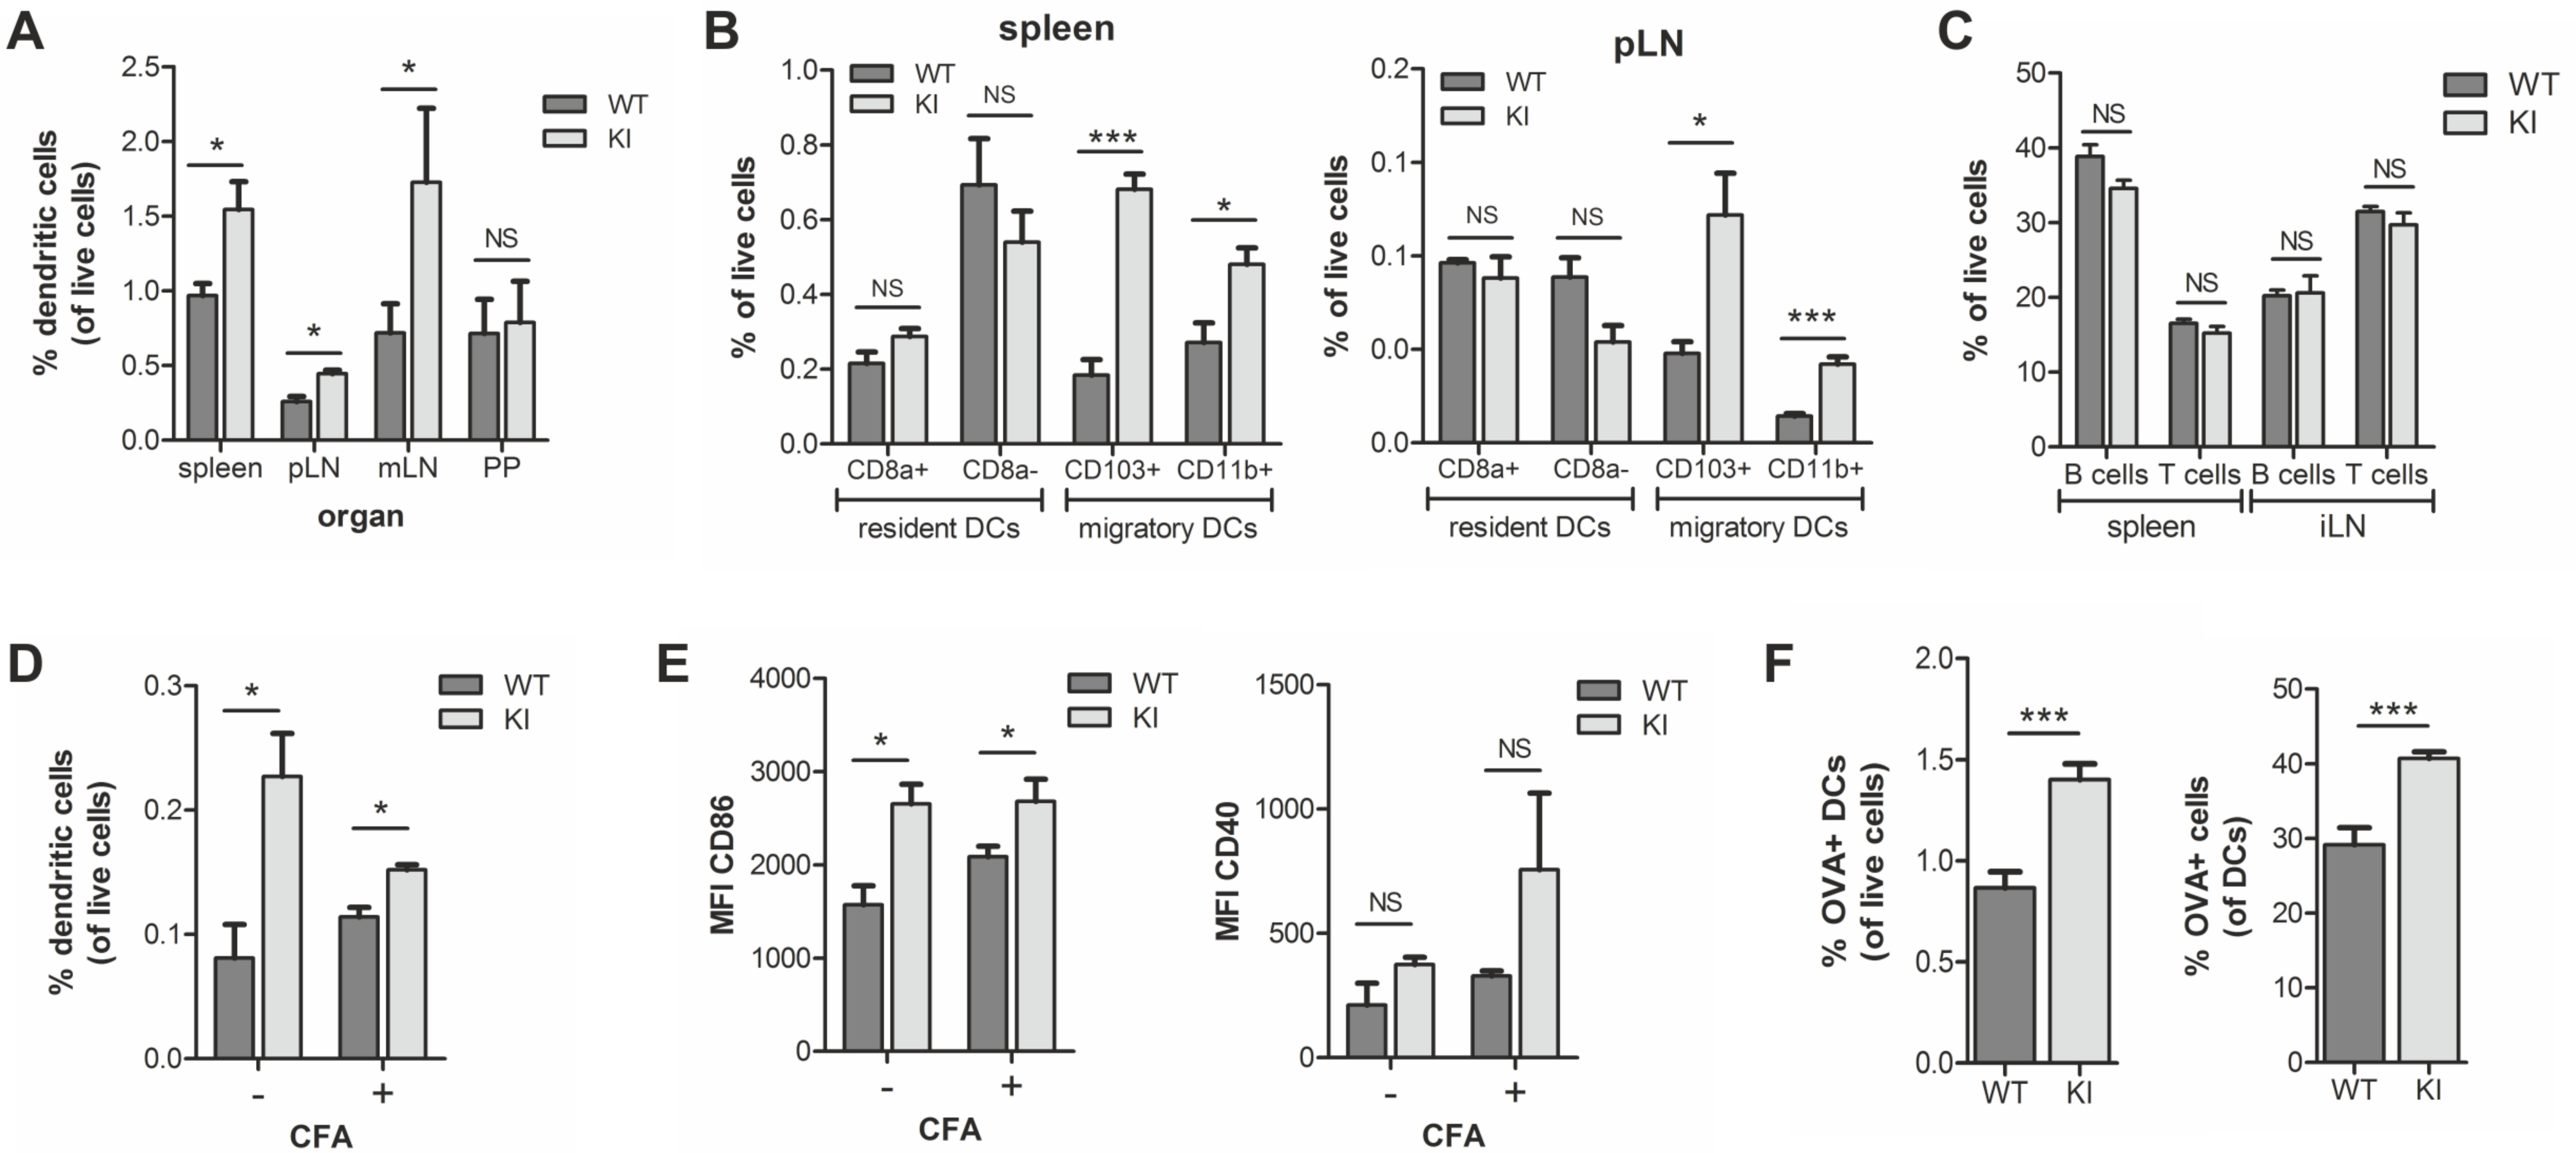 A
% dendritic cells
(of live cells)
2.5
2.0
1.5
1.0
0.5
0.0
*
*
*
NS
WT
KI
spleen pLN mLN PP
organ
B
spleen
% of live cells
1.0
0.8
0.6
0.4
0.2
0.0
WT
KI
NS
NS
***
*
CD8a+ CD8a- CD103+ CD11b+
resident DCs migratory DCs
pLN
% of live cells
0.2
0.1
0.1
0.0
0.0
WT
KI
NS
NS
*
***
CD8a+ CD8a- CD103+ CD11b+
resident DCs migratory DCs
C
% of live cells
50
40
30
20
10
0
NS
NS
NS
NS
WT
KI
B cells T cells B cells T cells
spleen iLN
D
% dendritic cells
(of live cells)
0.3
0.2
0.1
0.0
*
*
WT
KI
- +
CFA
E
MFI CD86
4000
3000
2000
1000
0
*
*
WT
KI
- +
CFA
MFI CD40
1500
1000
500
0
NS
NS
WT
KI
- +
CFA
F
% OVA+ DCs
(of live cells)
2.0
1.5
1.0
0.5
0.0
***
WT KI
% OVA+ cells
(of DCs)
50
40
30
20
10
0
***
WT KI